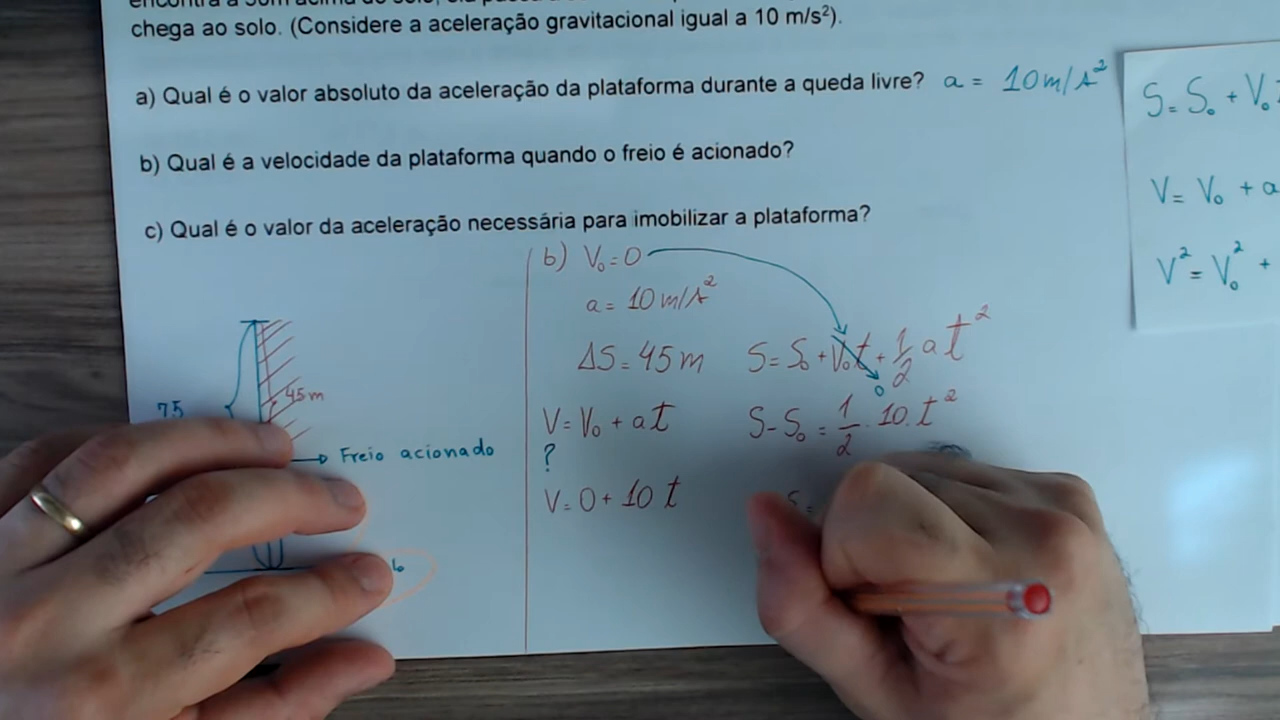 chega ao solo. (Considere a aceleração gravitacional igual a 10 m/s²).
a) Qual é o valor absoluto da aceleração da plataforma durante a queda livre? a = 10 m/s²
b) Qual é a velocidade da plataforma quando o freio é acionado?
c) Qual é o valor da aceleração necessária para imobilizar a plataforma?
S = S₀ + V₀
V = V₀ + a
V² = V₀² +
75
45 m
Freio acionado
b) V₀ = 0
a = 10 m/s²
ΔS = 45 m
V = V₀ + at
?
V = 0 + 10 t
S = S₀ + V₀t + 1/2 at²
0
S - S₀ = 1/2 . 10. t²